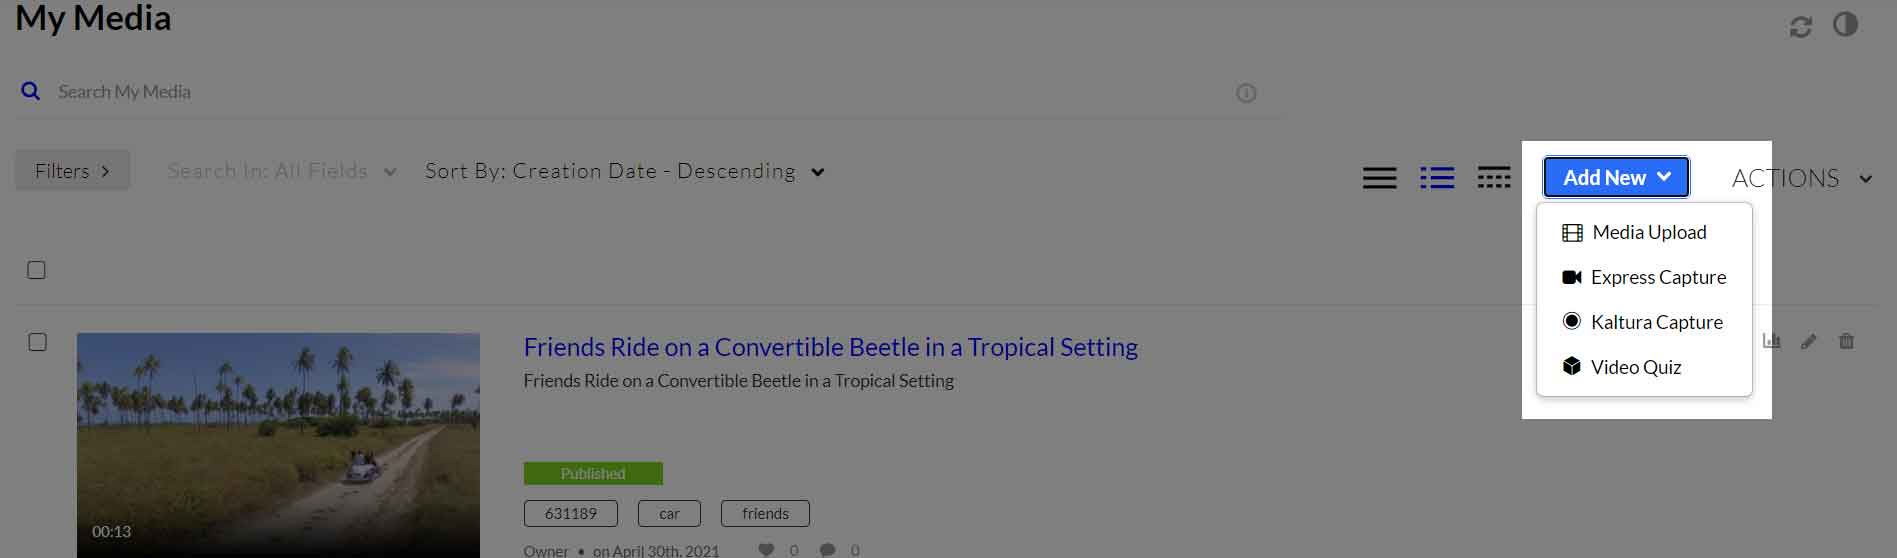 My Media
Search My Media
Filters
Search In: All Fields
Sort By: Creation Date - Descending
Add New
ACTIONS
Media Upload
Express Capture
Kaltura Capture
Video Quiz
Friends Ride on a Convertible Beetle in a Tropical Setting
Friends Ride on a Convertible Beetle in a Tropical Setting
Published
631189 car friends
00:13
Owner • on April 30th, 2021 0 0